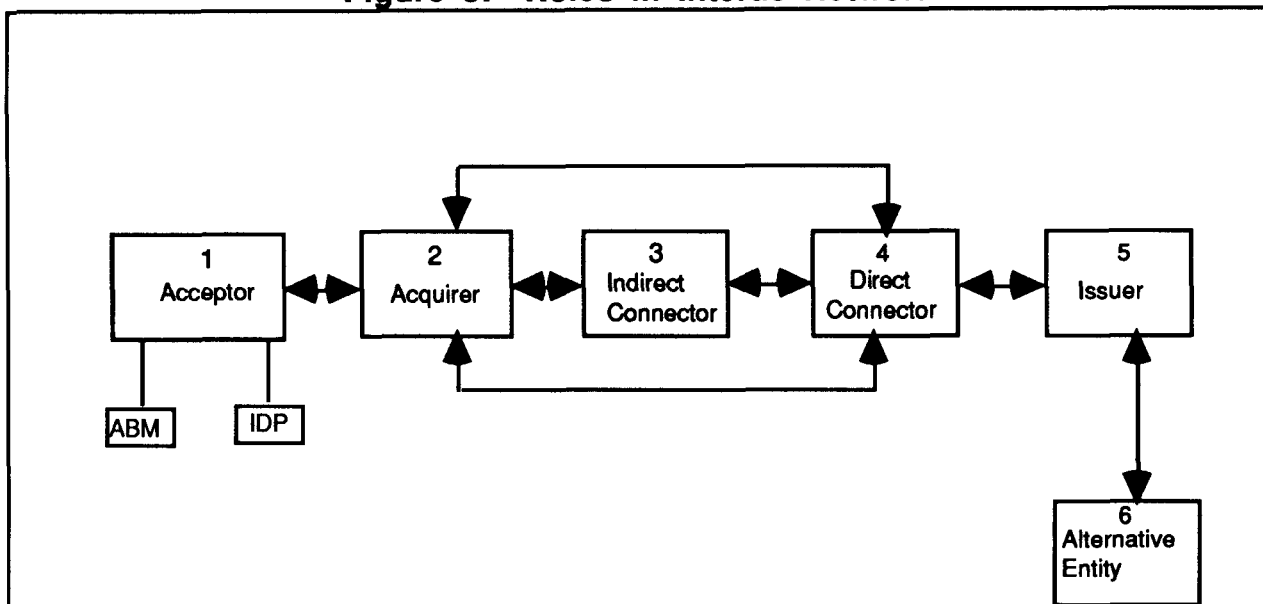 1
Acceptor
2
Acquirer
3
Indirect
Connector
4
Direct
Connector
5
Issuer
ABM
IDP
6
Alternative
Entity